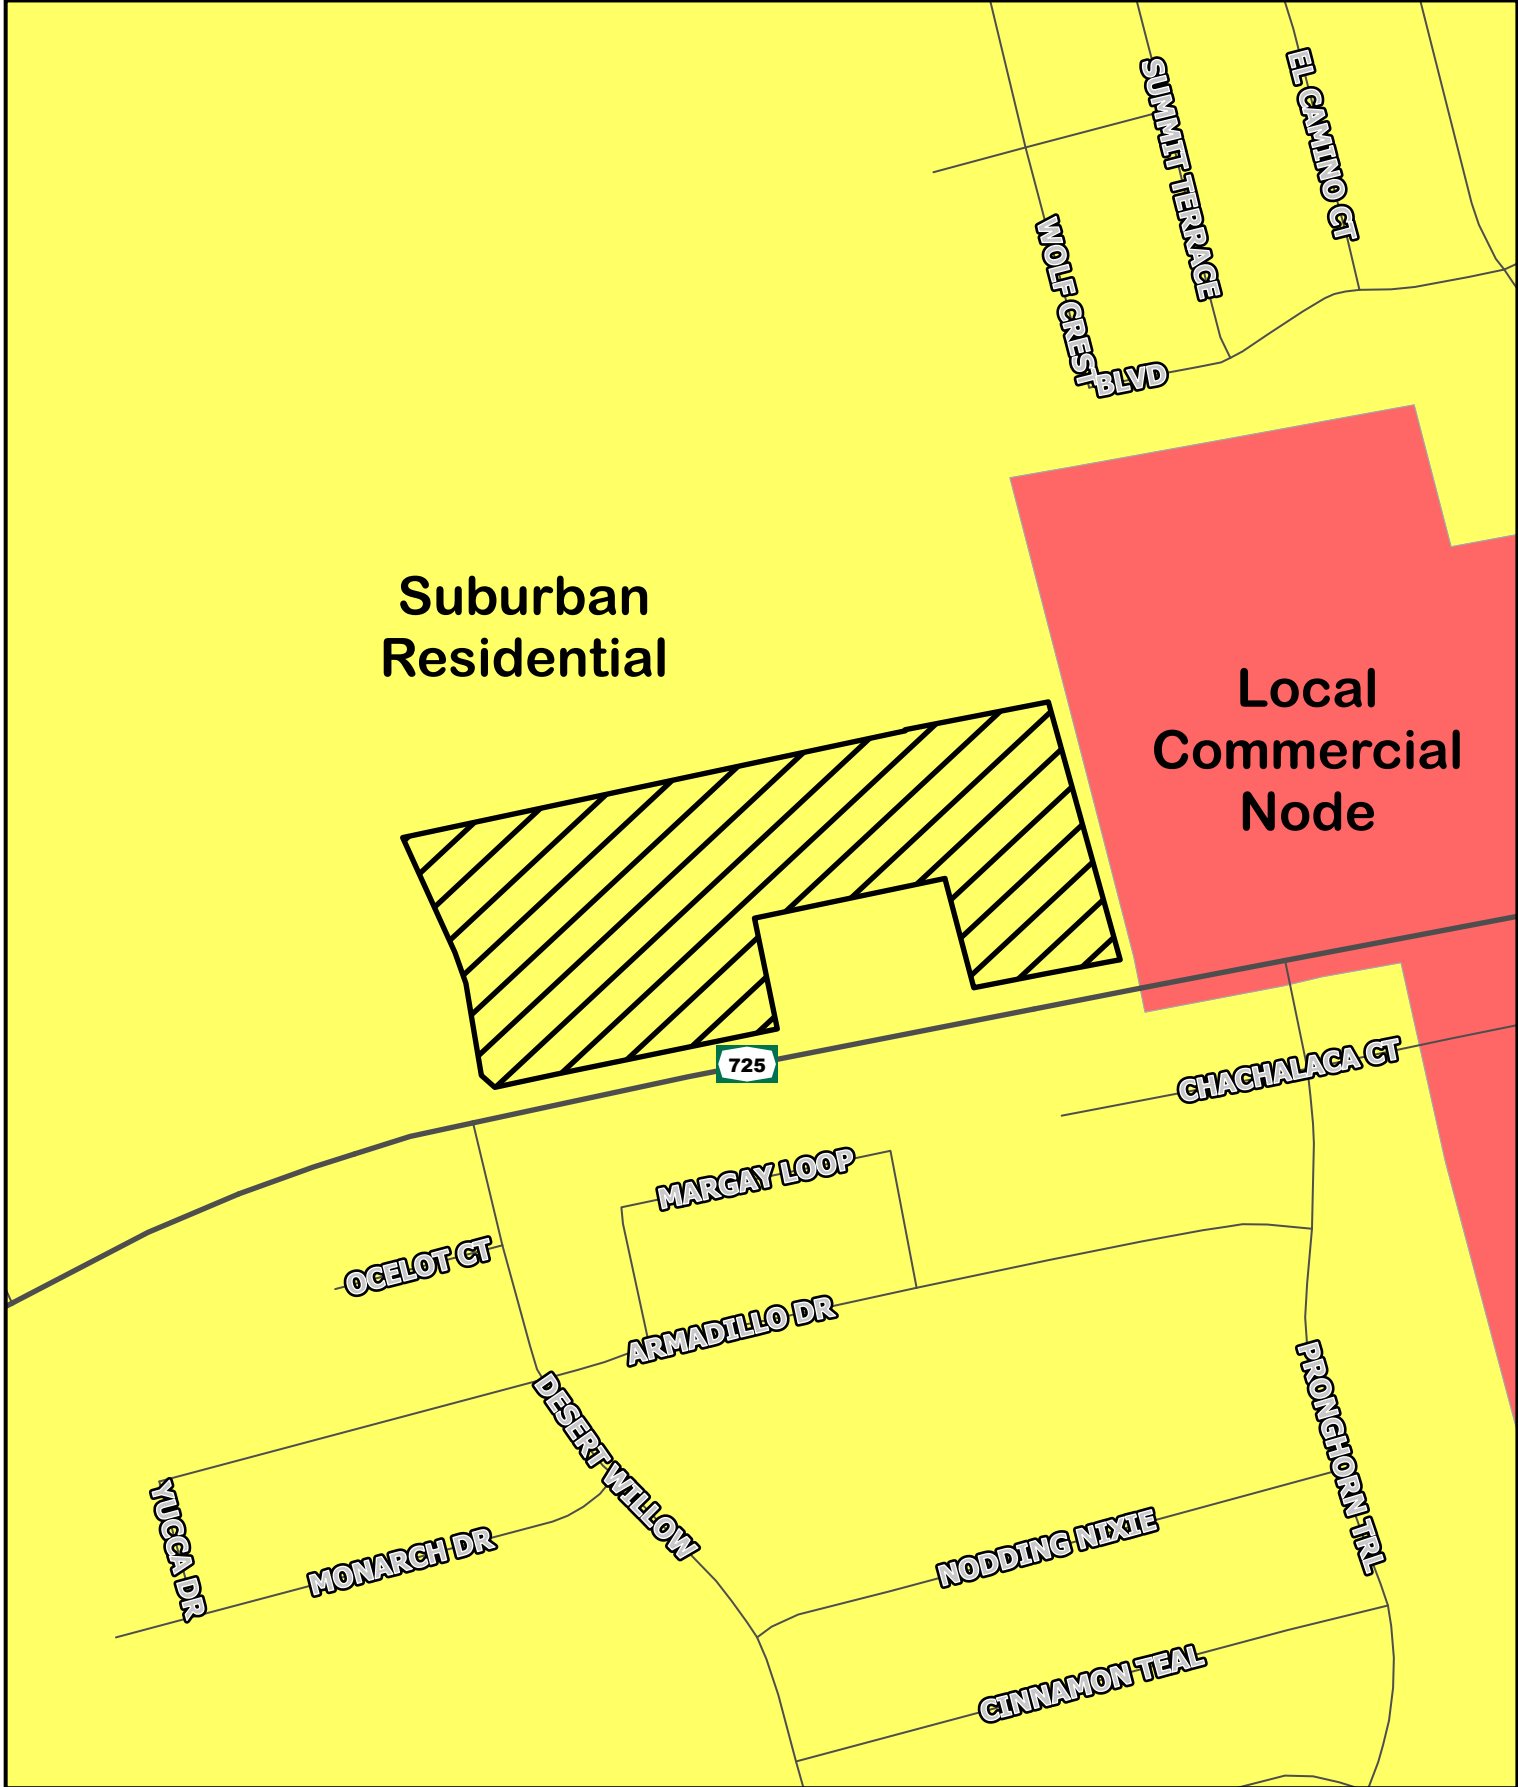 SUMMIT TERRACE
EL CAMINO CT
WOLF CREST
BLVD
Suburban
Residential
Local
Commercial
Node
725
CHACHALACA CT
MARGAY LOOP
OCELOT CT
ARMADILLO DR
PRONGHORN TRL
DESERT WILLOW
YUCCA DR
MONARCH DR
NODDING NIXIE
CINNAMON TEAL